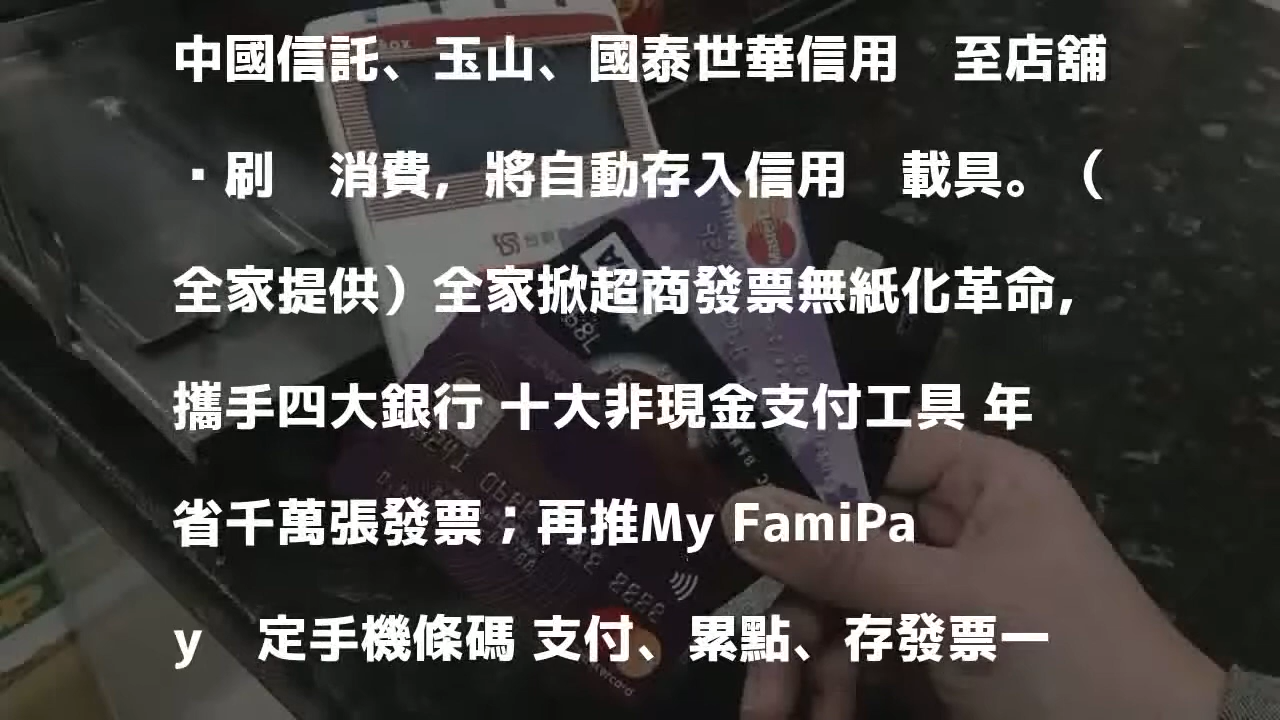 中國信託、玉山、國泰世華信用　至店舖
·刷　消費，將自動存入信用　載具。（
全家提供）全家掀超商發票無紙化革命，
攜手四大銀行 十大非現金支付工具 年
省千萬張發票；再推My FamiPa
y　定手機條碼 支付、累點、存發票一